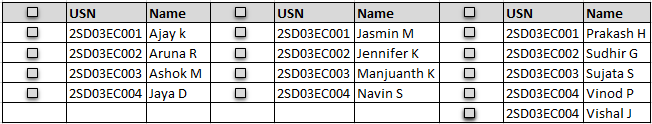 USN Name USN Name USN Name
2SD03EC001 Ajay k 2SD03EC001 Jasmin M 2SD03EC001 Prakash H
2SD03EC002 Aruna R 2SD03EC002 Jennifer K 2SD03EC002 Sudhir G
2SD03EC003 Ashok M 2SD03EC003 Manjuanth K 2SD03EC003 Sujata S
2SD03EC004 Jaya D 2SD03EC004 Navin S 2SD03EC004 Vinod P
2SD03EC004 Vishal J